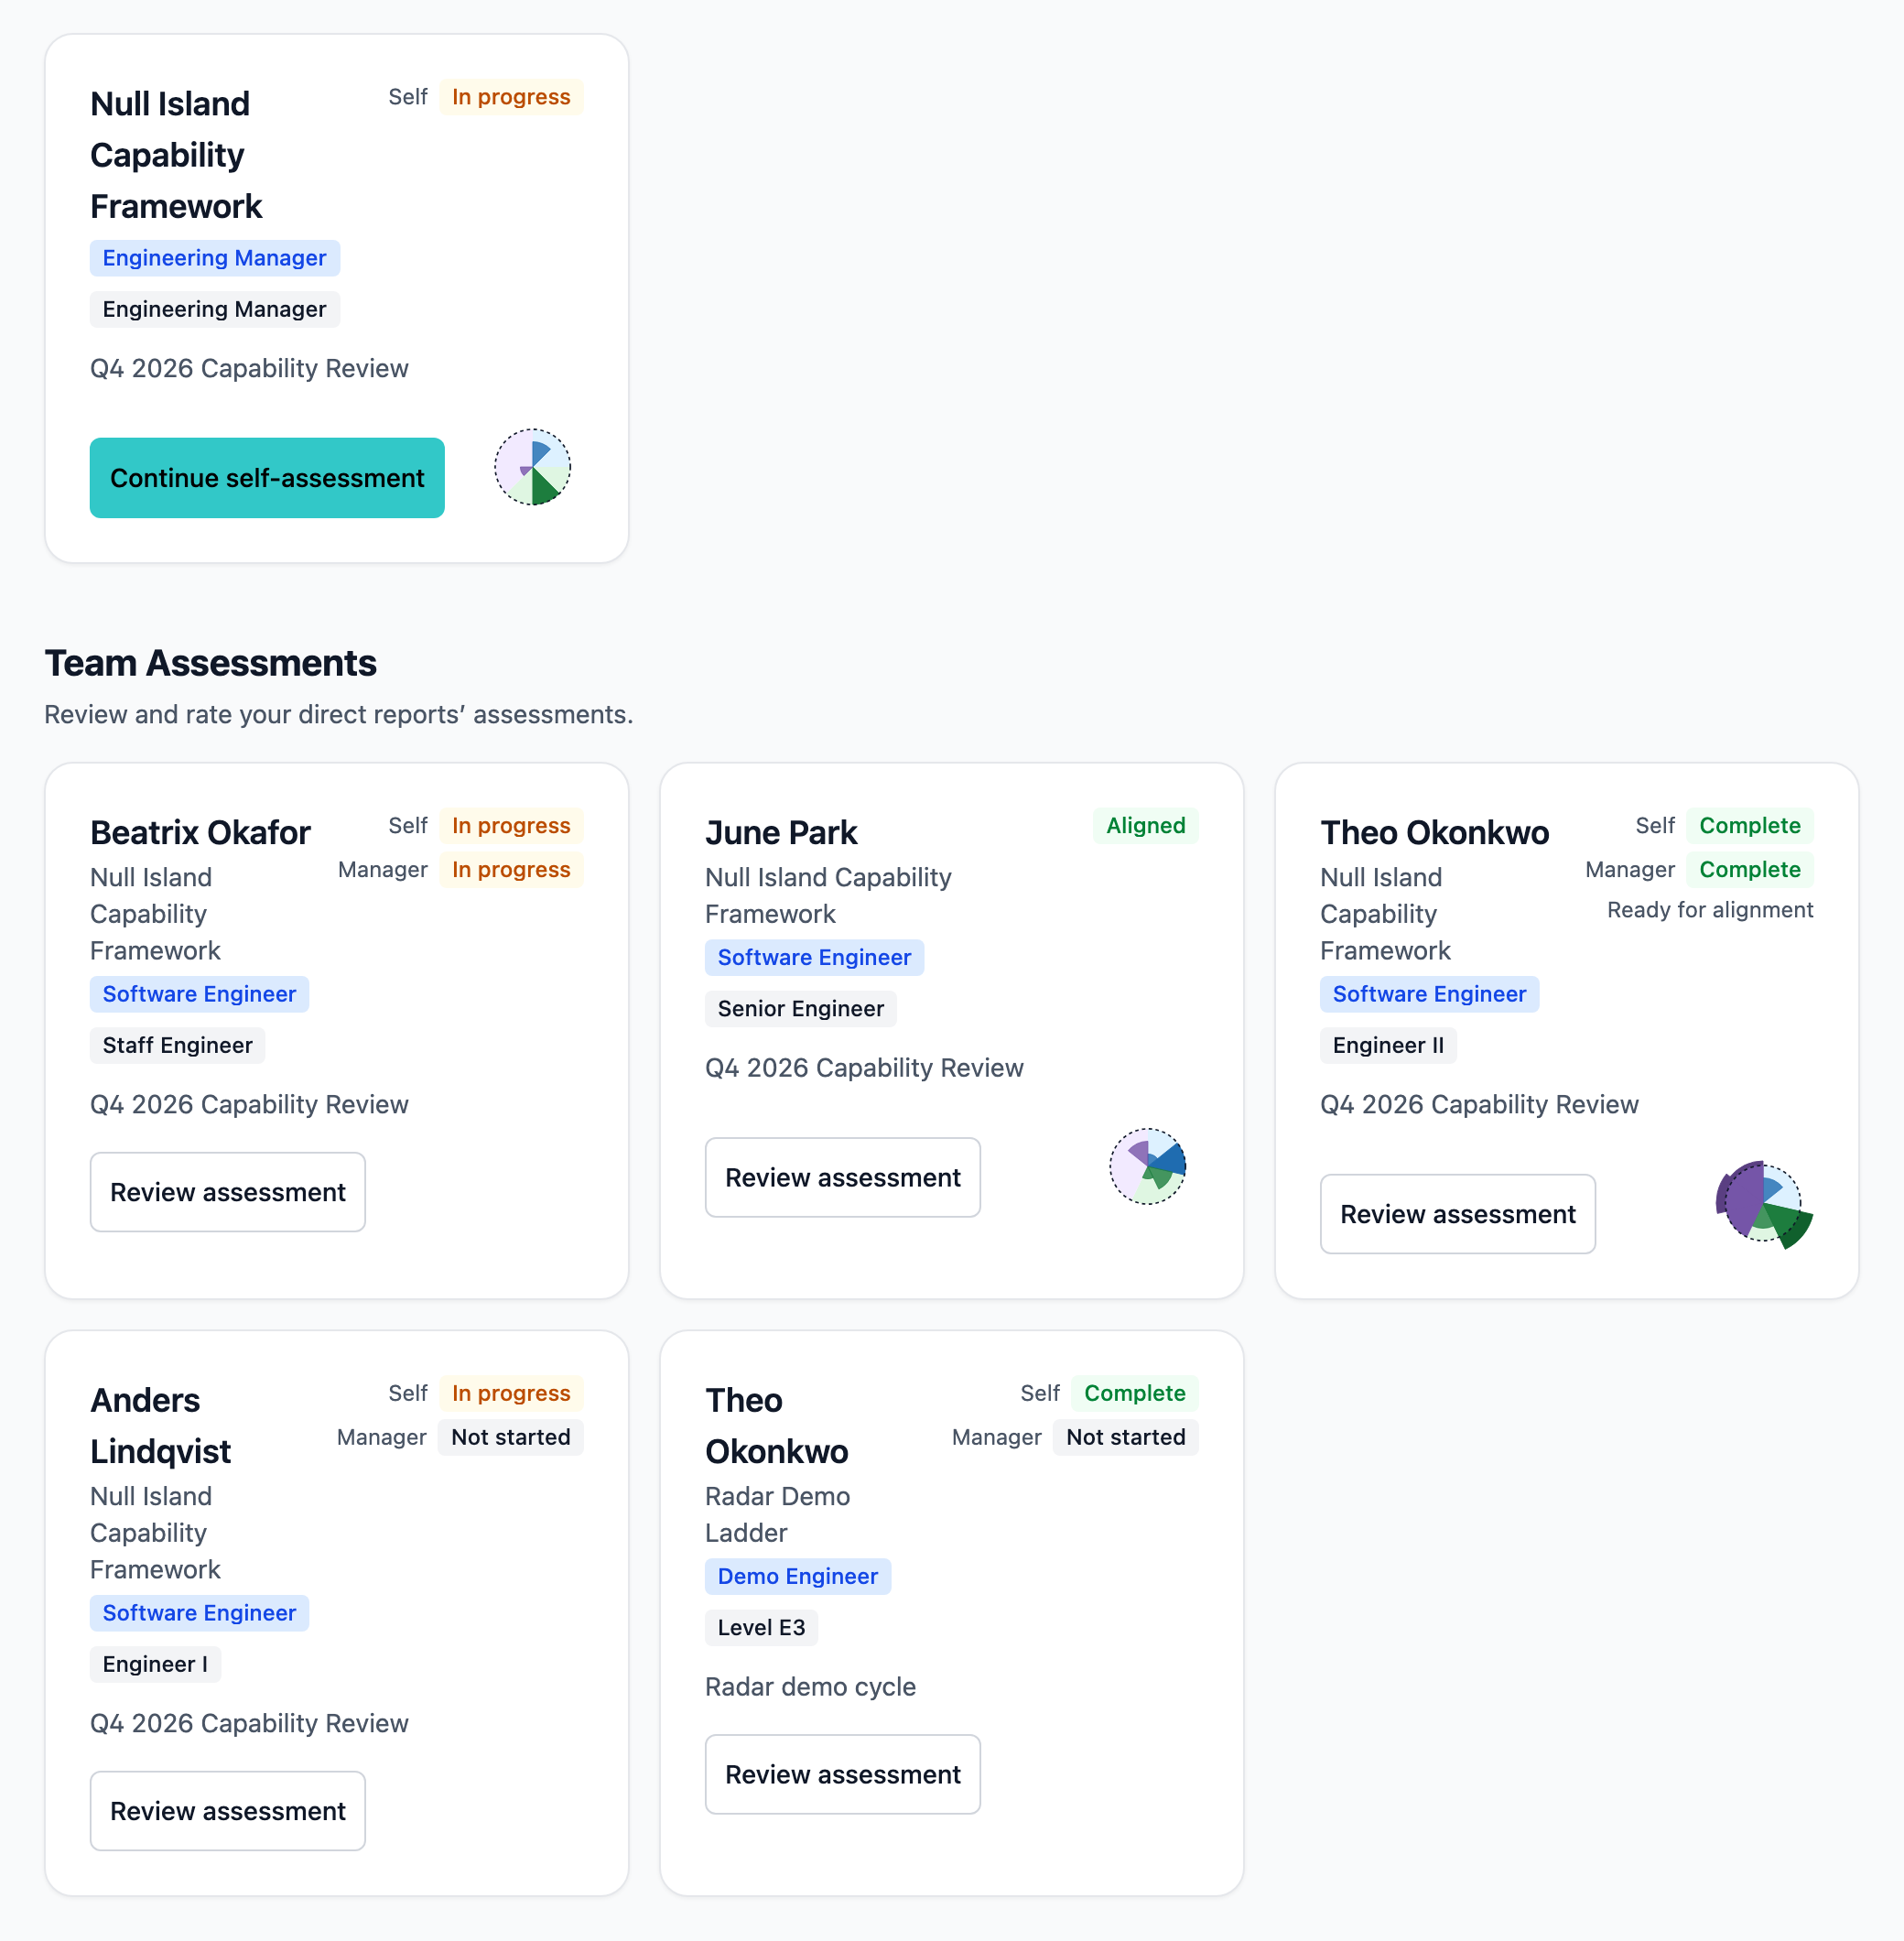 Null Island
Capability
Framework
Self In progress
Engineering Manager
Engineering Manager
Q4 2026 Capability Review
Continue self-assessment
Team Assessments
Review and rate your direct reports’ assessments.
Beatrix Okafor
Self In progress
Manager In progress
Null Island
Capability
Framework
Software Engineer
Staff Engineer
Q4 2026 Capability Review
Review assessment
June Park
Aligned
Null Island Capability
Framework
Software Engineer
Senior Engineer
Q4 2026 Capability Review
Review assessment
Theo Okonkwo
Self Complete
Manager Complete
Ready for alignment
Null Island
Capability
Framework
Software Engineer
Engineer II
Q4 2026 Capability Review
Review assessment
Anders
Lindqvist
Self In progress
Manager Not started
Null Island
Capability
Framework
Software Engineer
Engineer I
Q4 2026 Capability Review
Review assessment
Theo
Okonkwo
Self Complete
Manager Not started
Radar Demo
Ladder
Demo Engineer
Level E3
Radar demo cycle
Review assessment